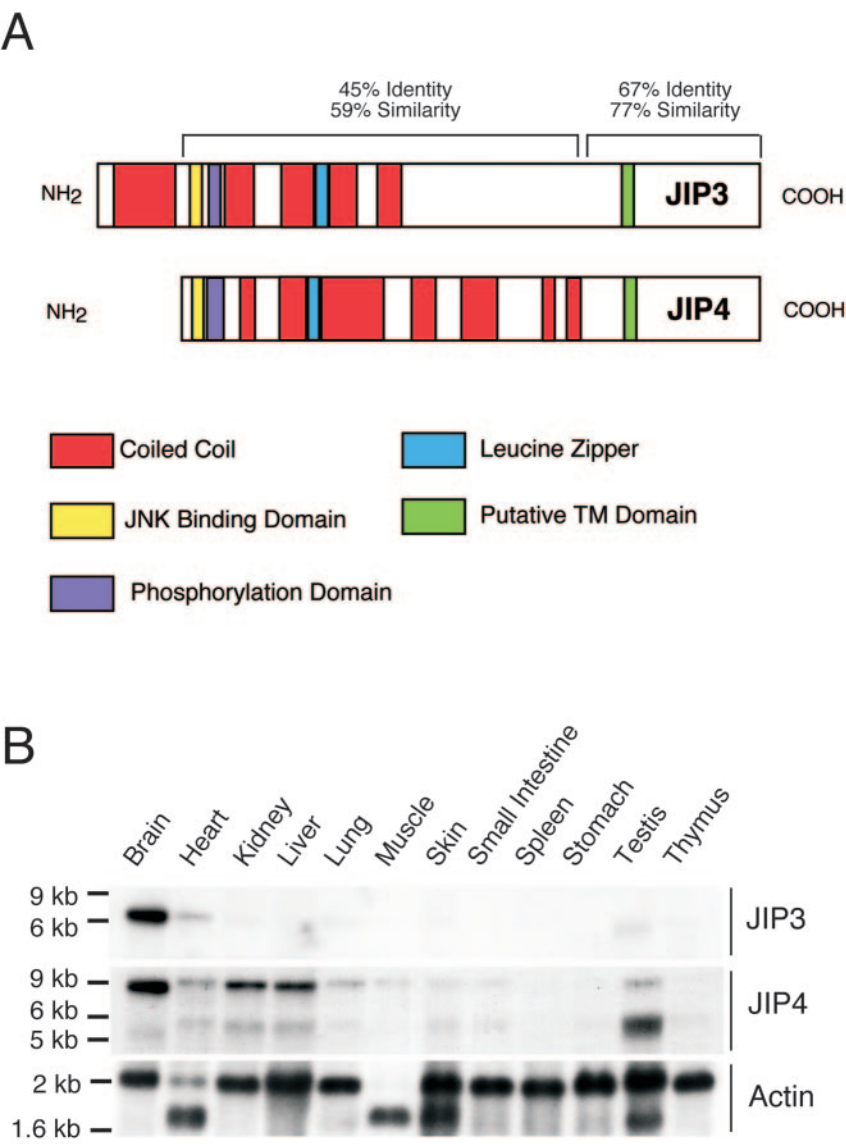 A
45% Identity
59% Similarity
67% Identity
77% Similarity
NH2
JIP3
COOH
NH2
JIP4
COOH
Coiled Coil
Leucine Zipper
JNK Binding Domain
Putative TM Domain
Phosphorylation Domain
B
Brain
Heart
Kidney
Liver
Lung
Muscle
Skin
Small Intestine
Spleen
Stomach
Testis
Thymus
9 kb
6 kb
JIP3
9 kb
6 kb
5 kb
JIP4
2 kb
1.6 kb
Actin